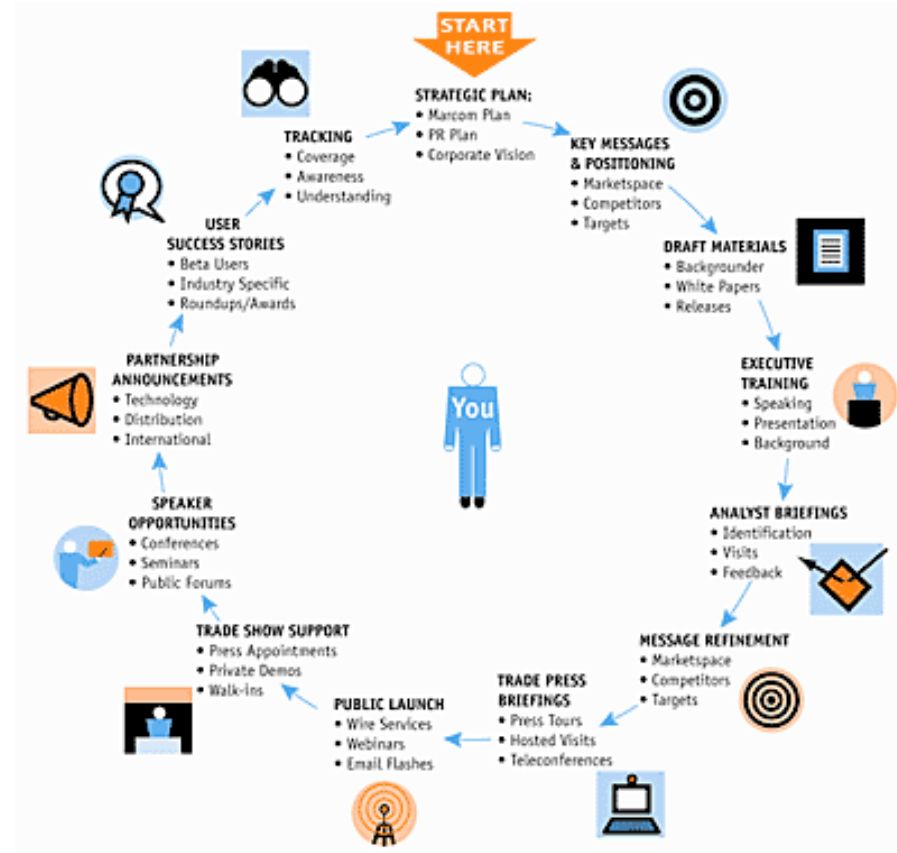 START
HERE
STRATEGIC PLAN:
• Marcom Plan
• PR Plan
• Corporate Vision
KEY MESSAGES
& POSITIONING
• Marketspace
• Competitors
• Targets
DRAFT MATERIALS
• Backgrounder
• White Papers
• Releases
EXECUTIVE
TRAINING
• Speaking
• Presentation
• Background
ANALYST BRIEFINGS
• Identification
• Visits
• Feedback
MESSAGE REFINEMENT
• Marketspace
• Competitors
• Targets
TRADE PRESS
BRIEFINGS
• Press Tours
• Hosted Visits
• Teleconferences
PUBLIC LAUNCH
• Wire Services
• Webinars
• Email Flashes
TRADE SHOW SUPPORT
• Press Appointments
• Private Demos
• Walk-ins
SPEAKER
OPPORTUNITIES
• Conferences
• Seminars
• Public Forums
PARTNERSHIP
ANNOUNCEMENTS
• Technology
• Distribution
• International
USER
SUCCESS STORIES
• Beta Users
• Industry Specific
• Roundups/Awards
TRACKING
• Coverage
• Awareness
• Understanding
You